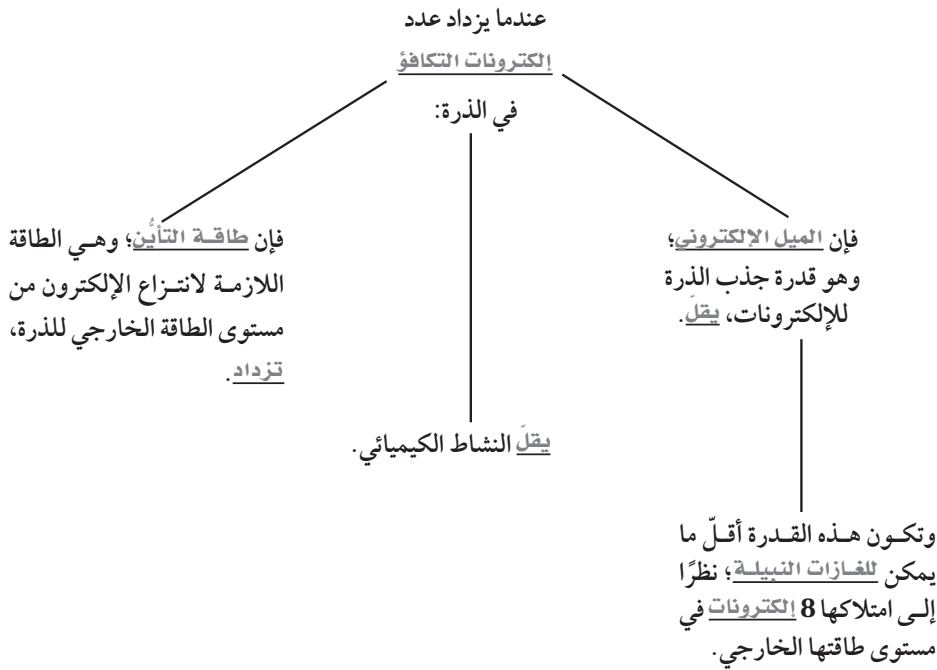 عندما يزداد عدد
إلكترونات التكافؤ
في الذرة:
فإن الميل الإلكتروني؛
وهو قدرة جذب الذرة
للإلكترونات، يقلّ.
فإن طاقـة التأيُّن؛ وهـي الطاقة
اللازمـة لانتـزاع الإلكترون من
مستوى الطاقة الخارجي للذرة،
تزداد.
يقلّ النشاط الكيميائي.
وتكـون هـذه القـدرة أقـلّ ما
يمكن للغـازات النبيلـة؛ نظرًا
إلـى امتلاكها 8 إلكترونات في
مستوى طاقتها الخارجي.